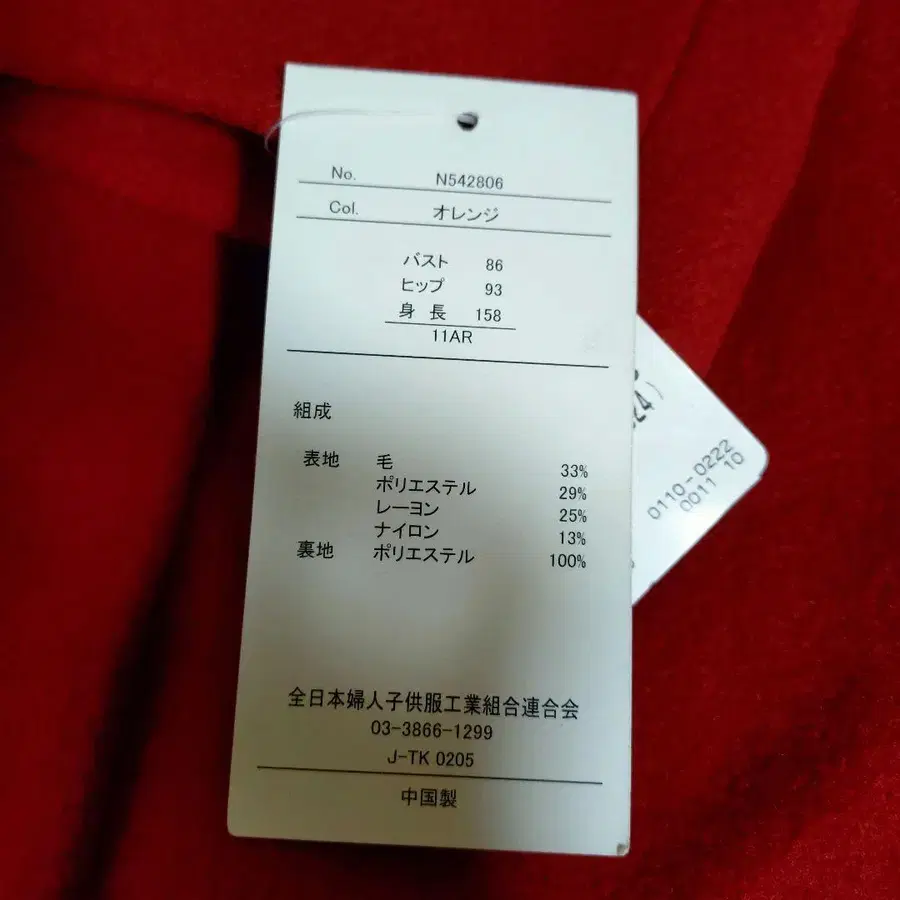 No. N542806
Col. オレンジ
バスト 86
ヒップ 93
身 長 158
11AR
組成
表地 毛 33%
ポリエステル 29%
レーヨン 25%
ナイロン 13%
裏地 ポリエステル 100%
全日本婦人子供服工業組合連合会
03-3866-1299
J-TK 0205
中国製
24)
0110-0222
0011 10